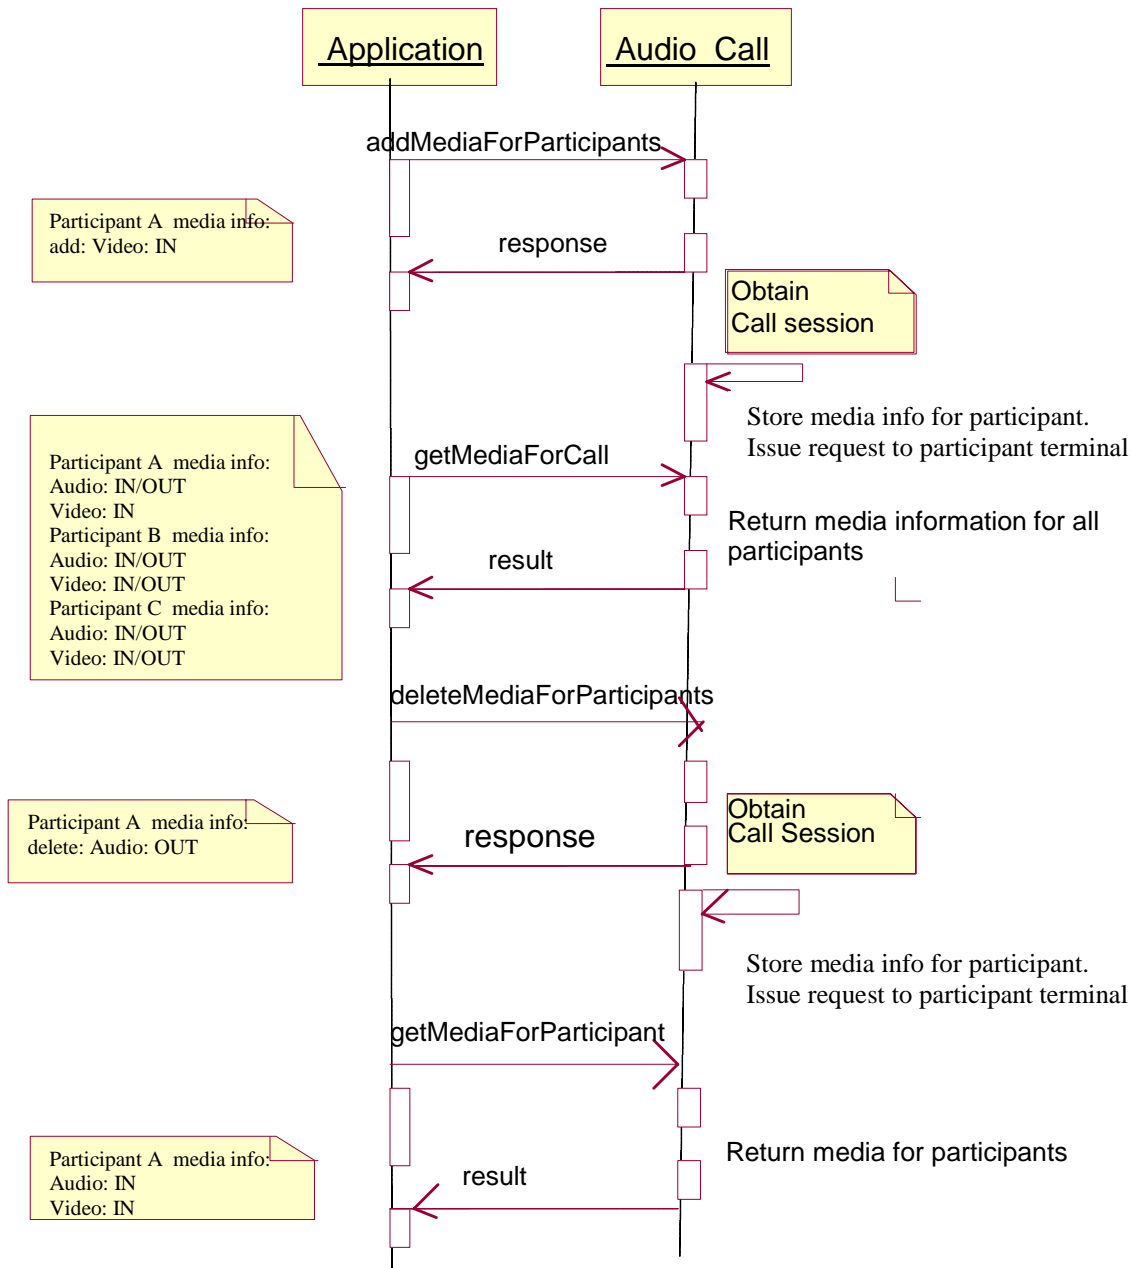 Application
Audio Call
addMediaForParticipants
Participant A media info:
add: Video: IN
response
Obtain
Call session
Store media info for participant.
Issue request to participant terminal
getMediaForCall
Participant A media info:
Audio: IN/OUT
Video: IN
Participant B media info:
Audio: IN/OUT
Video: IN/OUT
Participant C media info:
Audio: IN/OUT
Video: IN/OUT
Return media information for all
participants
result
deleteMediaForParticipants
Participant A media info:
delete: Audio: OUT
response
Obtain
Call Session
Store media info for participant.
Issue request to participant terminal
getMediaForParticipant
Return media for participants
Participant A media info:
Audio: IN
Video: IN
result